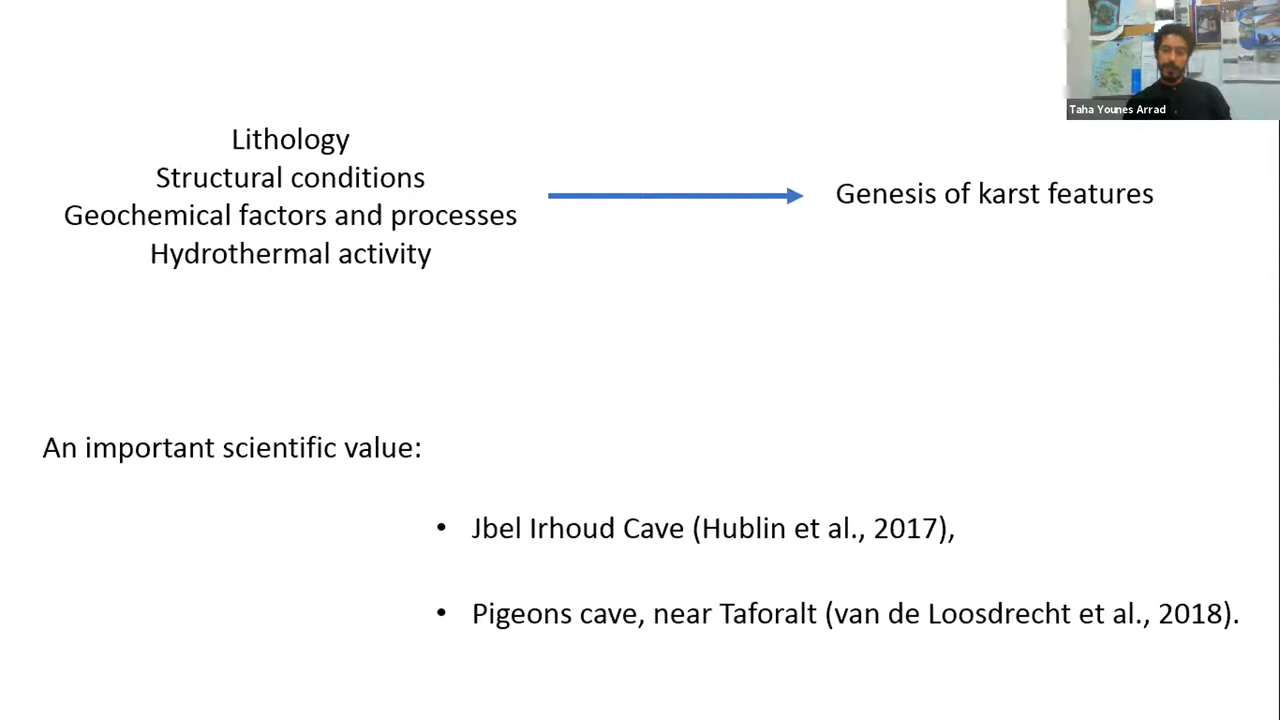 Taha Younes Arrad
Lithology
Structural conditions
Geochemical factors and processes
Hydrothermal activity
Genesis of karst features
An important scientific value:
• Jbel Irhoud Cave (Hublin et al., 2017),
• Pigeons cave, near Taforalt (van de Loosdrecht et al., 2018).